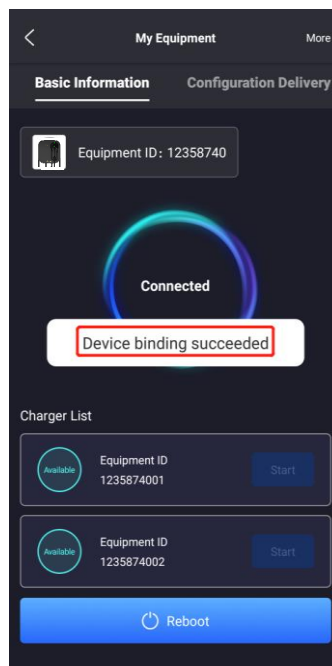 My Equipment
More
Basic Information
Configuration Delivery
Equipment ID: 12358740
Connected
Device binding succeeded
Charger List
Available
Equipment ID
1235874001
Start
Available
Equipment ID
1235874002
Start
Reboot